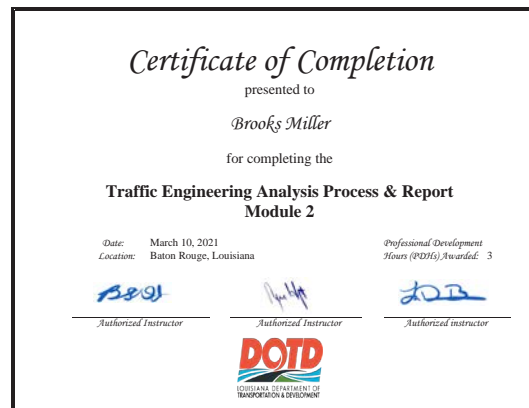 Certificate of Completion
presented to
Brooks Miller
for completing the
Traffic Engineering Analysis Process & Report
Module 2
Date: March 10, 2021
Location: Baton Rouge, Louisiana
Professional Development
Hours (PDHs) Awarded: 3
Authorized Instructor
Authorized Instructor
Authorized instructor
DOTD
LOUISIANA DEPARTMENT OF
TRANSPORTATION & DEVELOPMENT